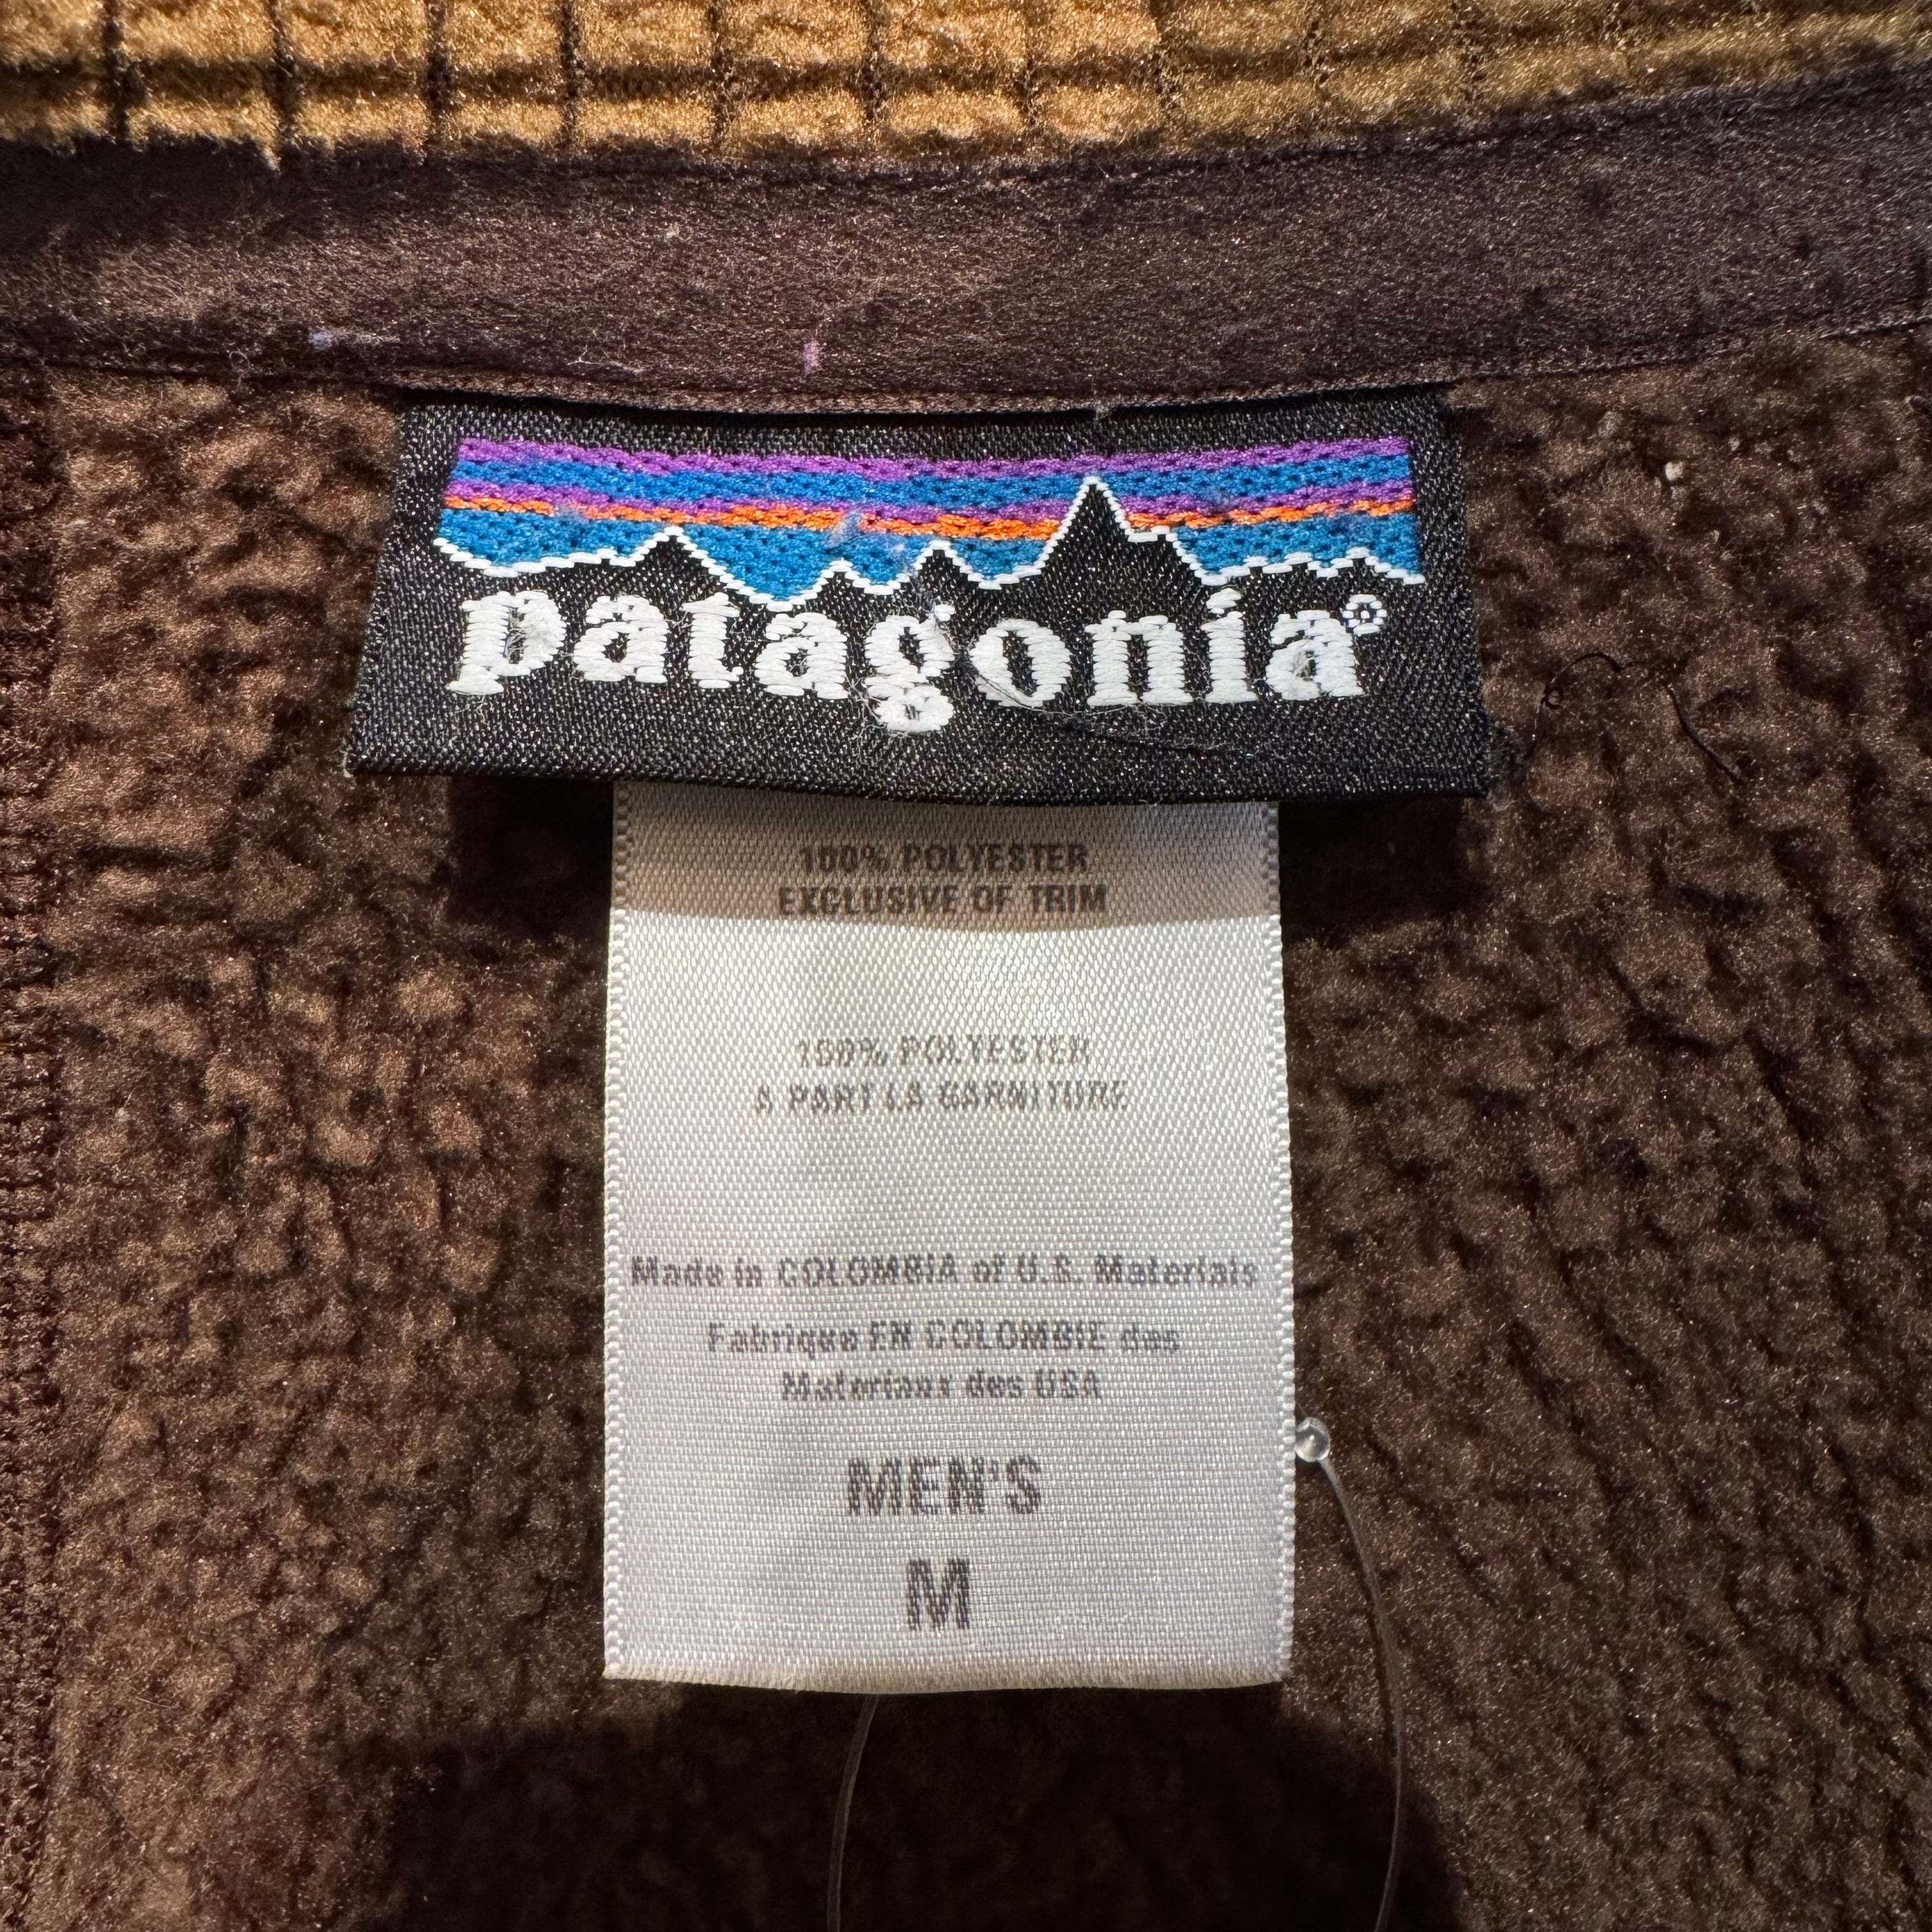 patagonia®
100% POLYESTER
EXCLUSIVE OF TRIM
100% POLYESTER
A PART LA GARNITURE
Made in COLOMBIA of U.S. Materials
Fabrique EN COLOMBIE des
Materiaux des USA
MEN'S
M